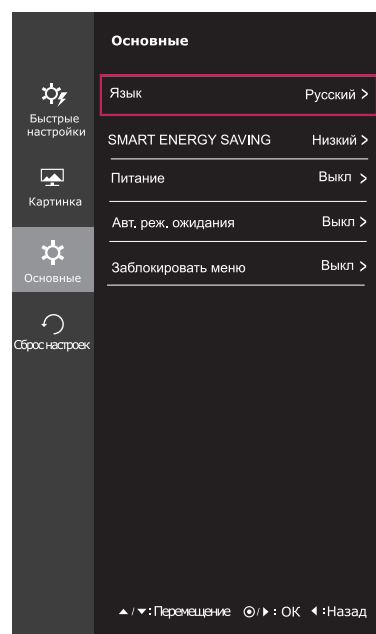 Основные
Быстрые
настройки
Картинка
Основные
Сброс настроек
Язык Русский >
SMART ENERGY SAVING Низкий >
Питание Выкл >
Авт. реж. ожидания Выкл >
Заблокировать меню Выкл >
▲ / ▼ : Перемещение ⦿ / ▶ : ОК ◀ : Назад